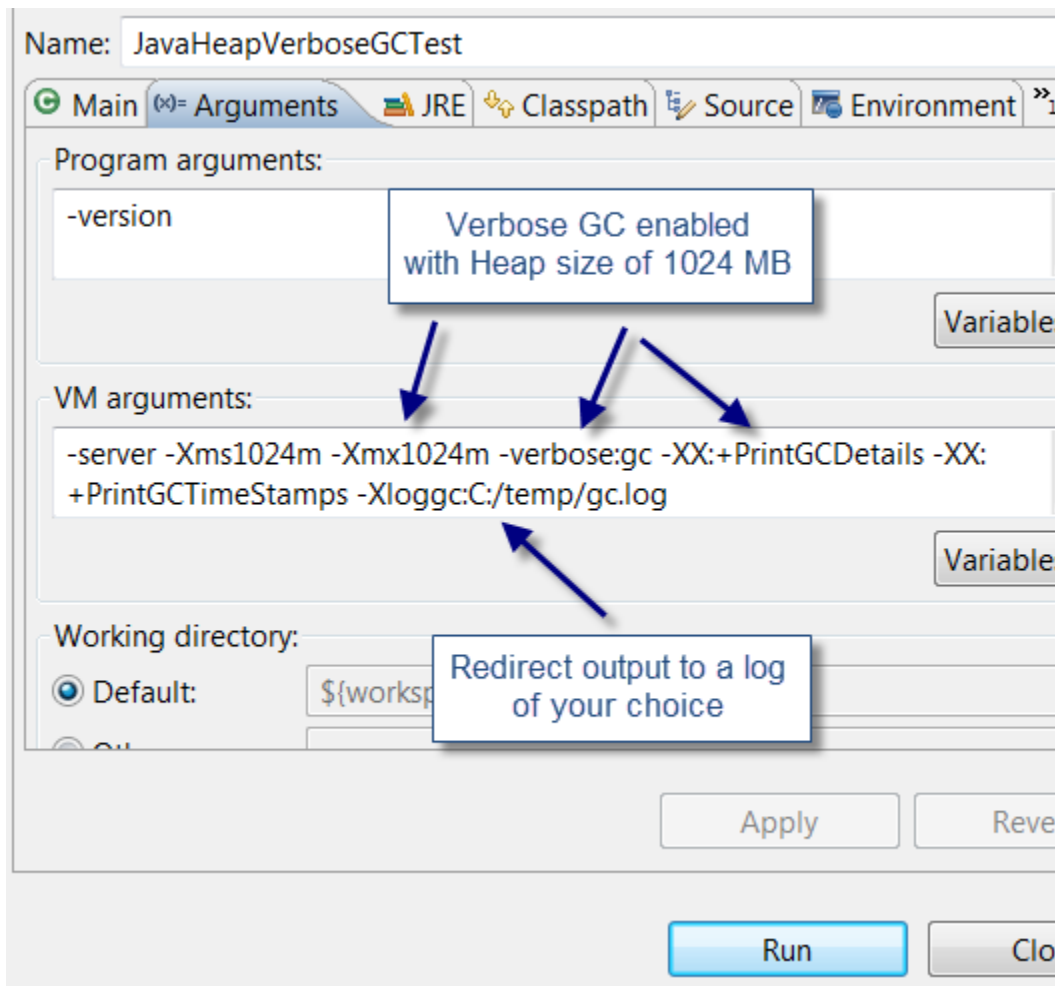 Name: JavaHeapVerboseGCTest
Main (x)= Arguments JRE Classpath Source Environment »1
Program arguments:
-version
Verbose GC enabled
with Heap size of 1024 MB
Variable
VM arguments:
-server -Xms1024m -Xmx1024m -verbose:gc -XX:+PrintGCDetails -XX:
+PrintGCTimeStamps -Xloggc:C:/temp/gc.log
Variable
Working directory:
Redirect output to a log
of your choice
Default: ${worksp
Apply Reve
Run Clo